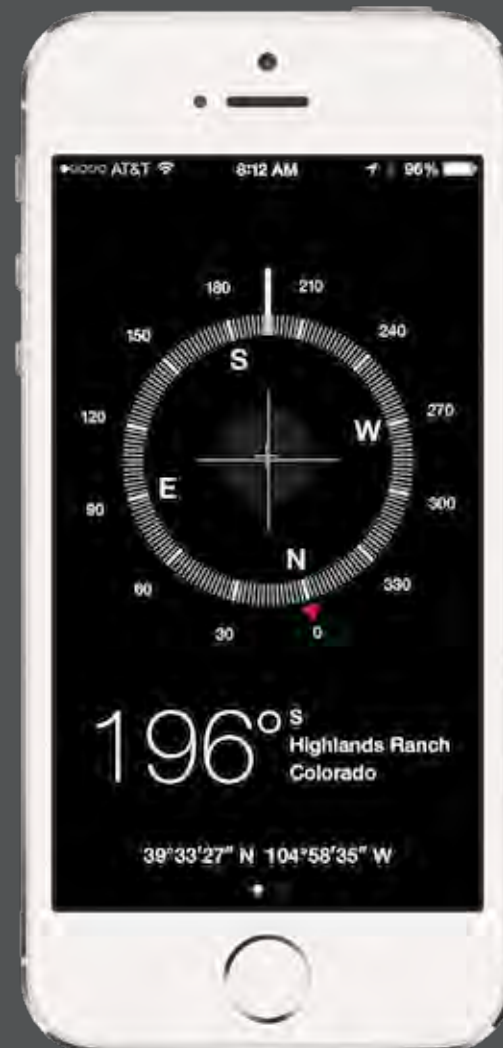 AT&T 8:12 AM 96%
180 210
150 240
S
120 270
W
E
90 300
N
60 330
30 0
196° S
Highlands Ranch
Colorado
39°33'27" N 104°58'35" W